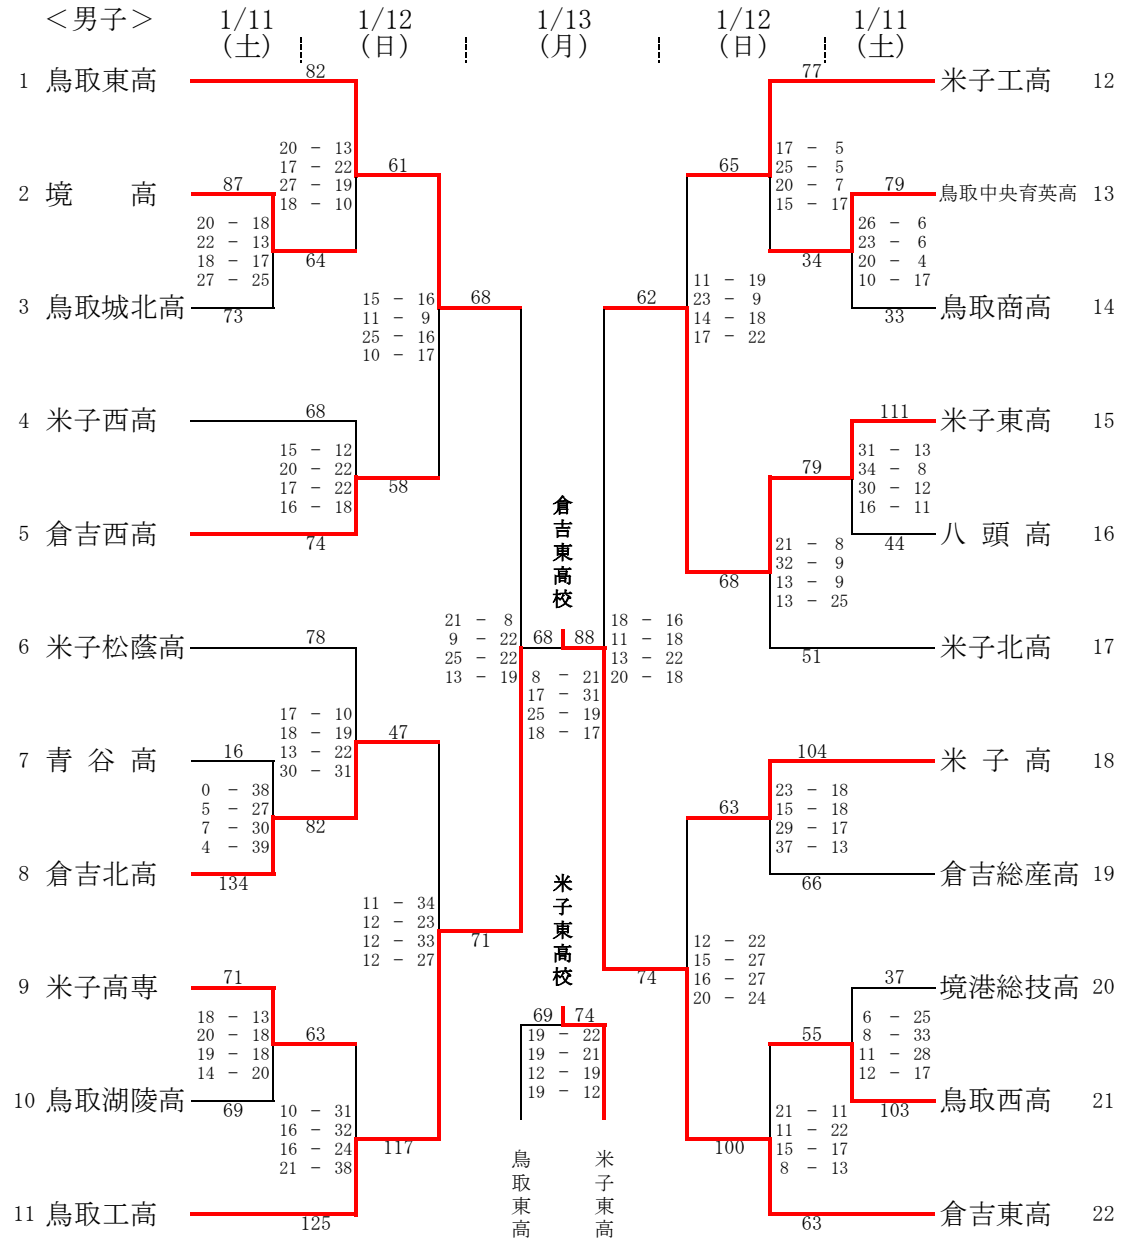 ＜男子＞ 1/11 1/12 1/13 1/12 1/11
(土) (日) (月) (日) (土)
1 鳥取東高 82
2 境 高 87
20 － 18
22 － 13
18 － 17
27 － 25
3 鳥取城北高 73
20 － 13
17 － 22
27 － 19
18 － 10
64
61
4 米子西高 68
15 － 12
20 － 22
17 － 22
16 － 18
5 倉吉西高 74
58
15 － 16
11 － 9
25 － 16
10 － 17
68
6 米子松蔭高 78
7 青谷高 16
0 － 38
5 － 27
7 － 30
4 － 39
8 倉吉北高 134
17 － 10
18 － 19
13 － 22
30 － 31
82
47
9 米子高専 71
18 － 13
20 － 18
19 － 18
14 － 20
10 鳥取湖陵高 69
63
10 － 31
16 － 32
16 － 24
21 － 38
11 鳥取工高 125
117
11 － 34
12 － 23
12 － 33
12 － 27
71
21 － 8
9 － 22
25 － 22
13 － 19
倉吉東高校
68 88
8 － 21
17 － 31
25 － 19
18 － 17
米子東高校
69 74
19 － 22
19 － 21
12 － 19
19 － 12
鳥取東高
米子東高
62
18 － 16
11 － 18
13 － 22
20 － 18
74
77 米子工高 12
17 － 5
25 － 5
20 － 7
15 － 17
65
79 鳥取中央育英高 13
26 － 6
23 － 6
20 － 4
10 － 17
34
33 鳥取商高 14
11 － 19
23 － 9
14 － 18
17 － 22
111 米子東高 15
31 － 13
34 － 8
30 － 12
16 － 11
79
44 八頭高 16
21 － 8
32 － 9
13 － 9
13 － 25
68
51 米子北高 17
104 米子高 18
23 － 18
15 － 18
29 － 17
37 － 13
63
66 倉吉総産高 19
12 － 22
15 － 27
16 － 27
20 － 24
37 境港総技高 20
6 － 25
8 － 33
11 － 28
12 － 17
55
103 鳥取西高 21
21 － 11
11 － 22
15 － 17
8 － 13
100
63 倉吉東高 22